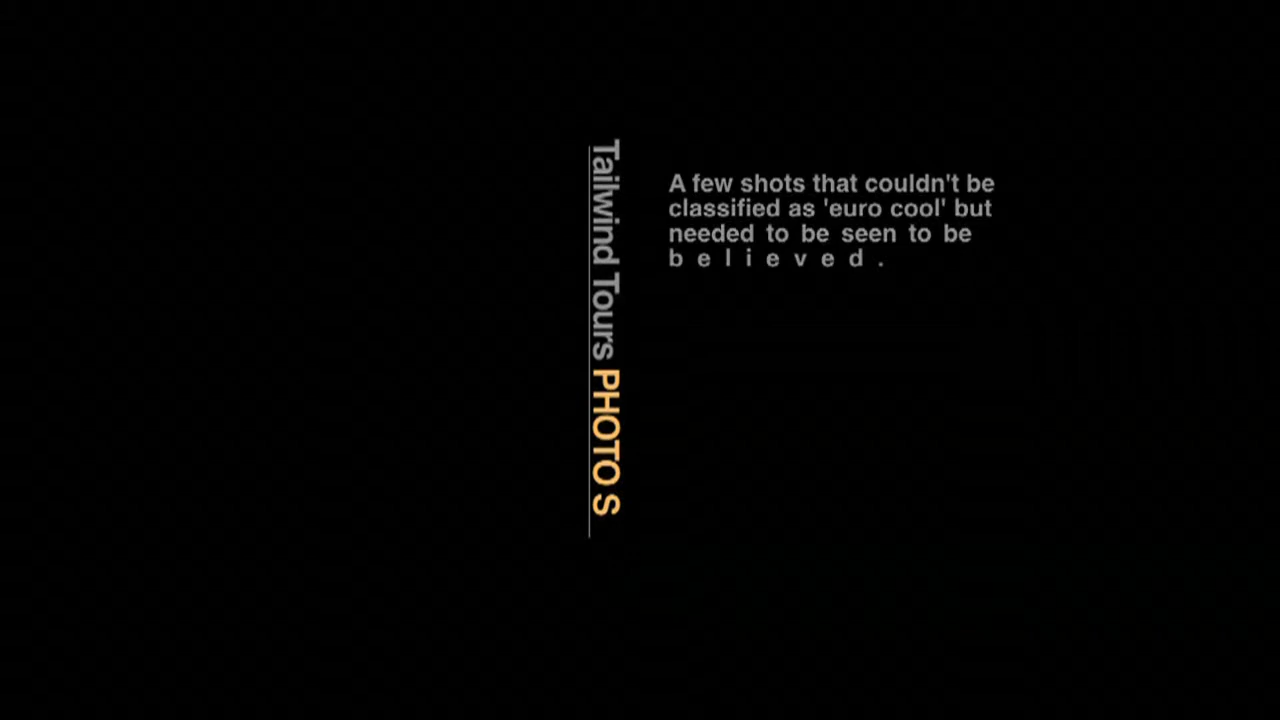 Tailwind Tours PHOTO S
A few shots that couldn't be
classified as 'euro cool' but
needed to be seen to be
believed.